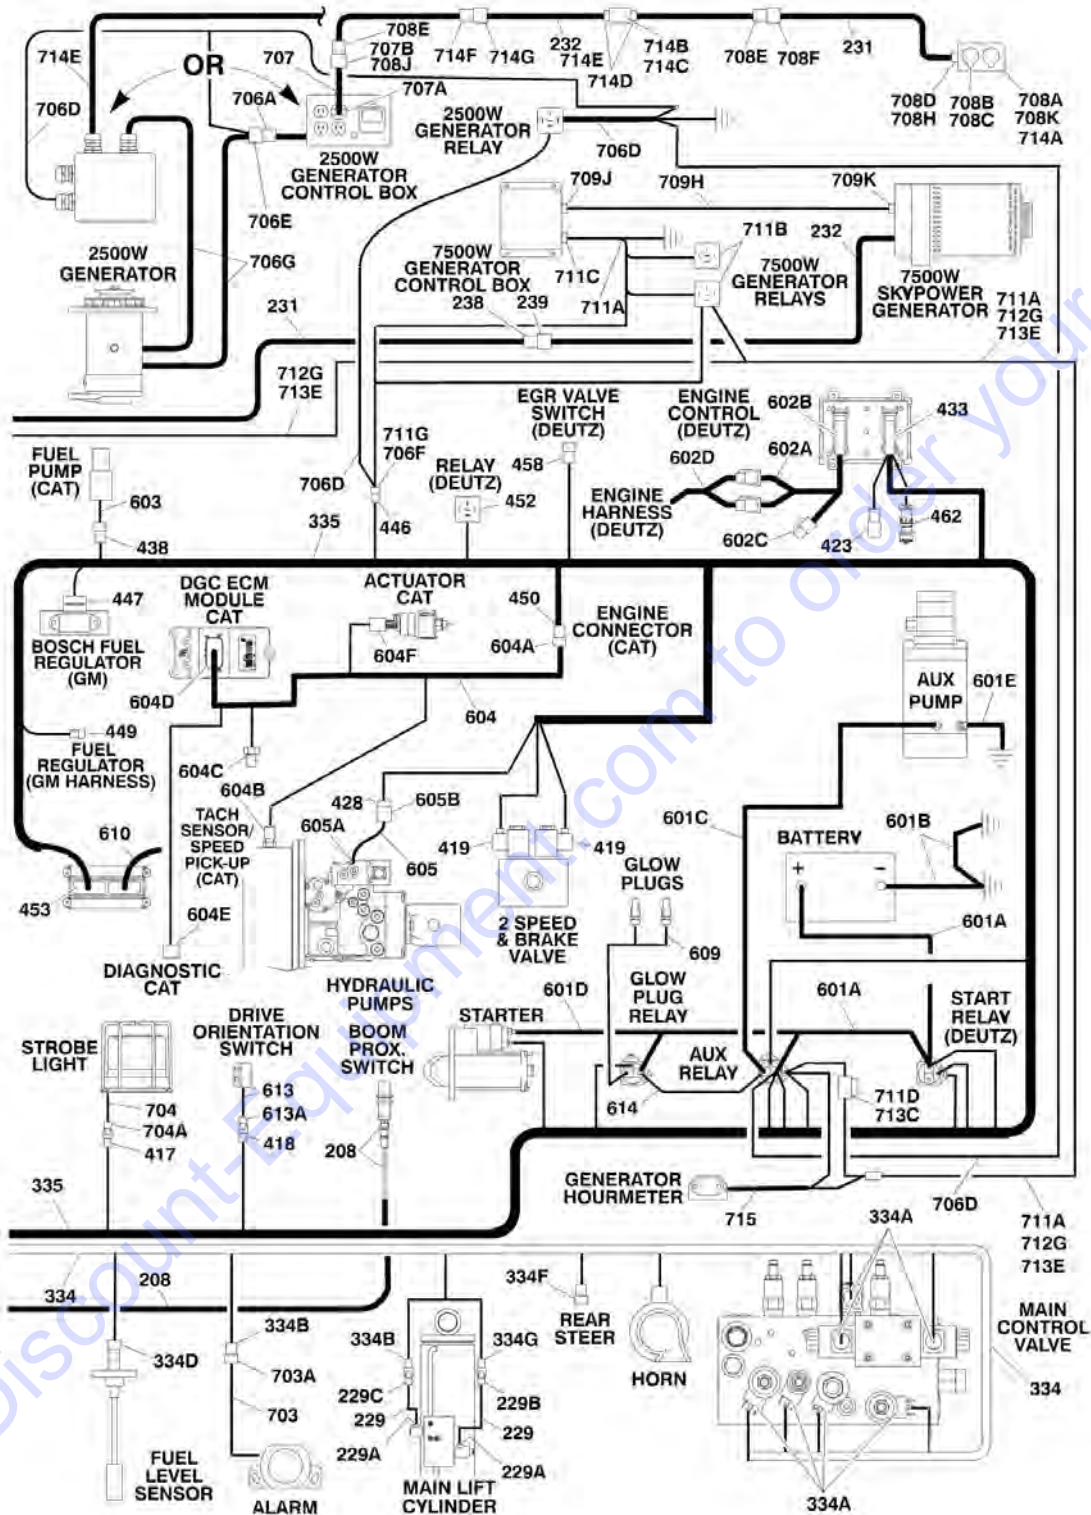 708E
707B
708J
714E
707
OR
706A
707A
706D
714F
714G
232
714E
714D
714B
714C
708E
708F
231
708D
708H
708B
708C
708A
708K
714A
2500W
GENERATOR
RELAY
706D
2500W
GENERATOR
CONTROL BOX
706E
709J
709H
709K
2500W
GENERATOR
706G
7500W
GENERATOR
CONTROL BOX
711C
711A
711B
7500W
GENERATOR
RELAYS
232
7500W
SKYPOWER
GENERATOR
711A
712G
713E
231
238
239
712G
713E
EGR VALVE
SWITCH
(DEUTZ)
458
ENGINE
CONTROL
(DEUTZ)
602B
433
602A
602D
FUEL
PUMP
(CAT)
603
438
706D
711G
706F
446
335
RELAY
(DEUTZ)
452
ENGINE
HARNESS
(DEUTZ)
602C
423
462
447
BOSCH FUEL
REGULATOR
(GM)
DGC ECM
MODULE
CAT
604D
ACTUATOR
CAT
604F
450
604A
ENGINE
CONNECTOR
(CAT)
604
AUX
PUMP
601E
449
FUEL
REGULATOR
(GM HARNESS)
604C
604B
TACH
SENSOR/
SPEED
PICK-UP
(CAT)
428
605B
605A
605
419
419
601C
BATTERY
+
-
601B
601A
610
453
604E
DIAGNOSTIC
CAT
HYDRAULIC
PUMPS
2 SPEED
& BRAKE
VALVE
GLOW
PLUGS
609
STROBE
LIGHT
DRIVE
ORIENTATION
SWITCH
BOOM
PROX.
SWITCH
STARTER
601D
GLOW
PLUG
RELAY
601A
START
RELAY
(DEUTZ)
AUX
RELAY
614
711D
713C
704
704A
417
613
613A
418
208
GENERATOR
HOURMETER
715
706D
711A
712G
713E
335
334
208
334D
FUEL
LEVEL
SENSOR
334B
703A
703
ALARM
334B
229C
229
229A
334G
229B
229
229A
MAIN LIFT
CYLINDER
334F
REAR
STEER
HORN
334A
MAIN
CONTROL
VALVE
334
334A
Discount-Equipment.com to order your